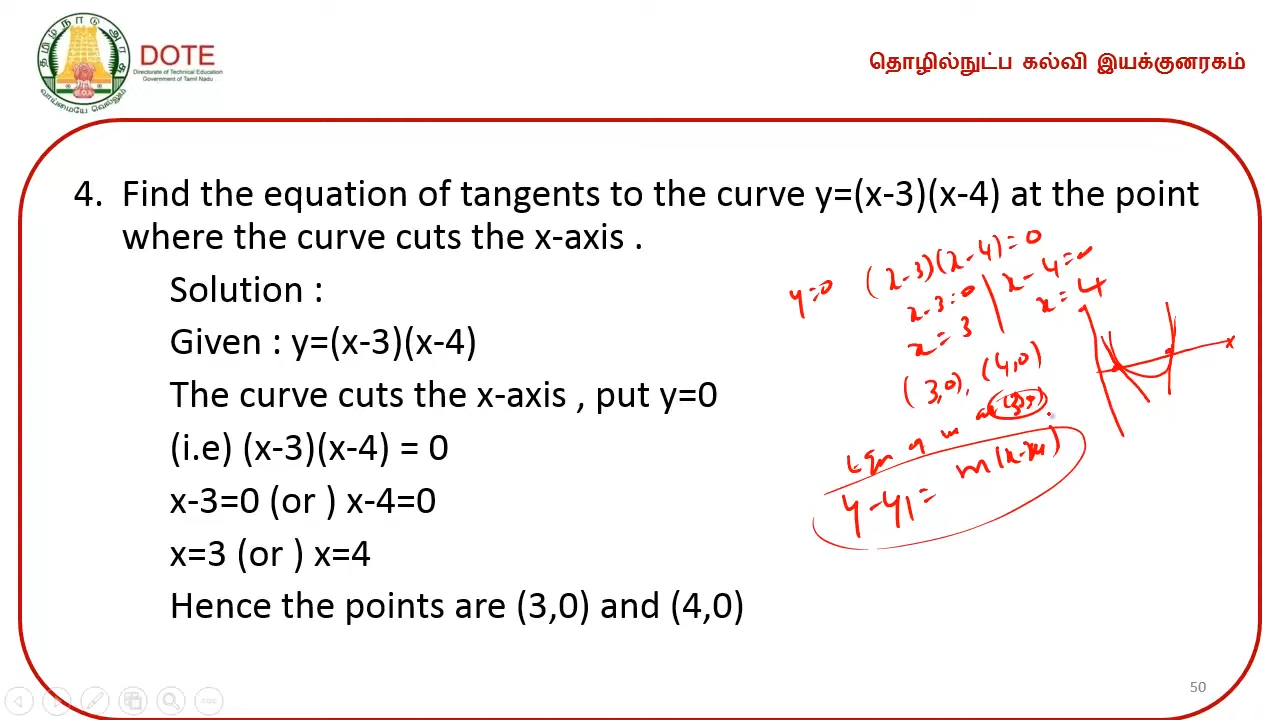 தமிழ்நாடு அரசு
வாய்மையே வெல்லும்
DOTE
Directorate of Technical Education
Government of Tamil Nadu
தொழில்நுட்ப கல்வி இயக்குனரகம்
4. Find the equation of tangents to the curve y=(x-3)(x-4) at the point
where the curve cuts the x-axis .
Solution :
Given : y=(x-3)(x-4)
The curve cuts the x-axis , put y=0
(i.e) (x-3)(x-4) = 0
x-3=0 (or ) x-4=0
x=3 (or ) x=4
Hence the points are (3,0) and (4,0)
y=0 (x-3)(x-4)=0
x-3=0 x-4=0
x=3 x=4
(3,0), (4,0)
y-y1= m(x-x1)
x
50